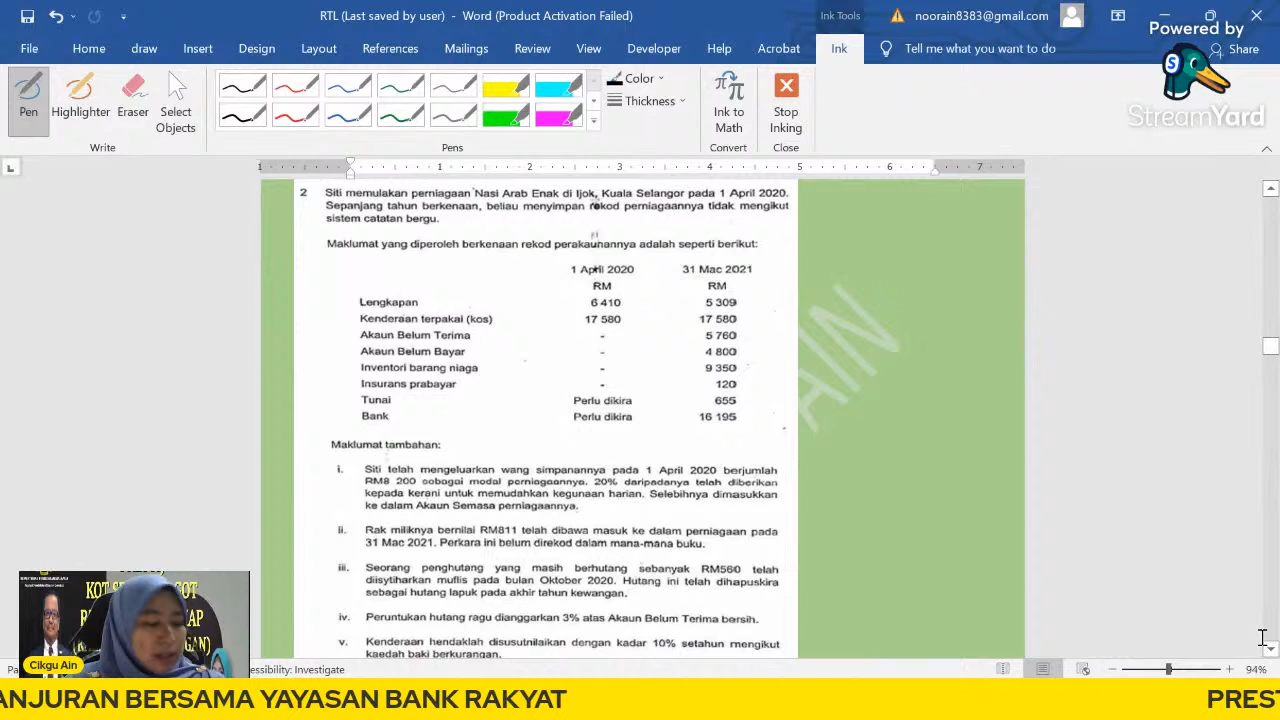 RTL (Last saved by user) - Word (Product Activation Failed)
Ink Tools
noorain8383@gmail.com
Powered by
File Home draw Insert Design Layout References Mailings Review View Developer Help Acrobat Ink Tell me what you want to do Share
StreamYard
Pen Highlighter Eraser Select Objects
Color
Thickness
Ink to Math
Stop Inking
Write Pens Convert Close
1 1 2 3 4 5 6 7
2 Siti memulakan perniagaan Nasi Arab Enak di Ijok, Kuala Selangor pada 1 April 2020.
Sepanjang tahun berkenaan, beliau menyimpan rekod perniagaannya tidak mengikut
sistem catatan bergu.
Maklumat yang diperoleh berkenaan rekod perakaunannya adalah seperti berikut:
1 April 2020 31 Mac 2021
RM RM
Lengkapan 6 410 5 309
Kenderaan terpakai (kos) 17 580 17 580
Akaun Belum Terima - 5 760
Akaun Belum Bayar - 4 800
Inventori barang niaga - 9 350
Insurans prabayar - 120
Tunai Perlu dikira 655
Bank Perlu dikira 16 195
Maklumat tambahan:
i. Siti telah mengeluarkan wang simpanannya pada 1 April 2020 berjumlah
RM8 200 sebagai modal perniagaannya. 20% daripadanya telah diberikan
kepada kerani untuk memudahkan kegunaan harian. Selebihnya dimasukkan
ke dalam Akaun Semasa perniagaannya.
ii. Rak miliknya bernilai RM811 telah dibawa masuk ke dalam perniagaan pada
31 Mac 2021. Perkara ini belum direkod dalam mana-mana buku.
iii. Seorang penghutang yang masih berhutang sebanyak RM560 telah
diisytiharkan muflis pada bulan Oktober 2020. Hutang ini telah dihapuskira
sebagai hutang lapuk pada akhir tahun kewangan.
iv. Peruntukan hutang ragu dianggarkan 3% atas Akaun Belum Terima bersih.
v. Kenderaan hendaklah disusutnilaikan dengan kadar 10% setahun mengikut
kaedah baki berkurangan.
AIN
Cikgu Ain
Accessibility: Investigate
94%
ANJURAN BERSAMA YAYASAN BANK RAKYAT
PREST